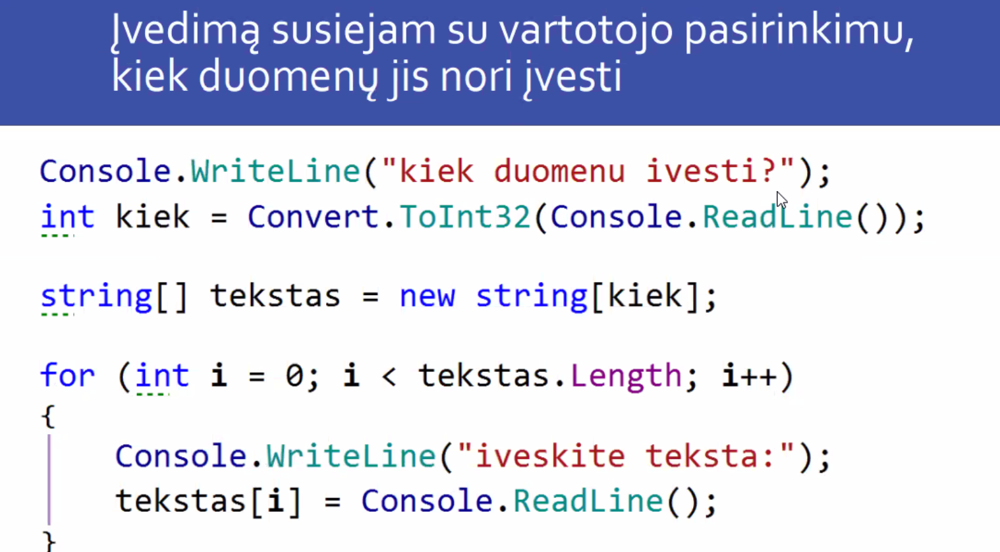 Įvedimą susiejam su vartotojo pasirinkimu,
kiek duomenų jis nori įvesti
Console.WriteLine("kiek duomenu ivesti?");
int kiek = Convert.ToInt32(Console.ReadLine());
string[] tekstas = new string[kiek];
for (int i = 0; i < tekstas.Length; i++)
{
Console.WriteLine("iveskite teksta:");
tekstas[i] = Console.ReadLine();
}